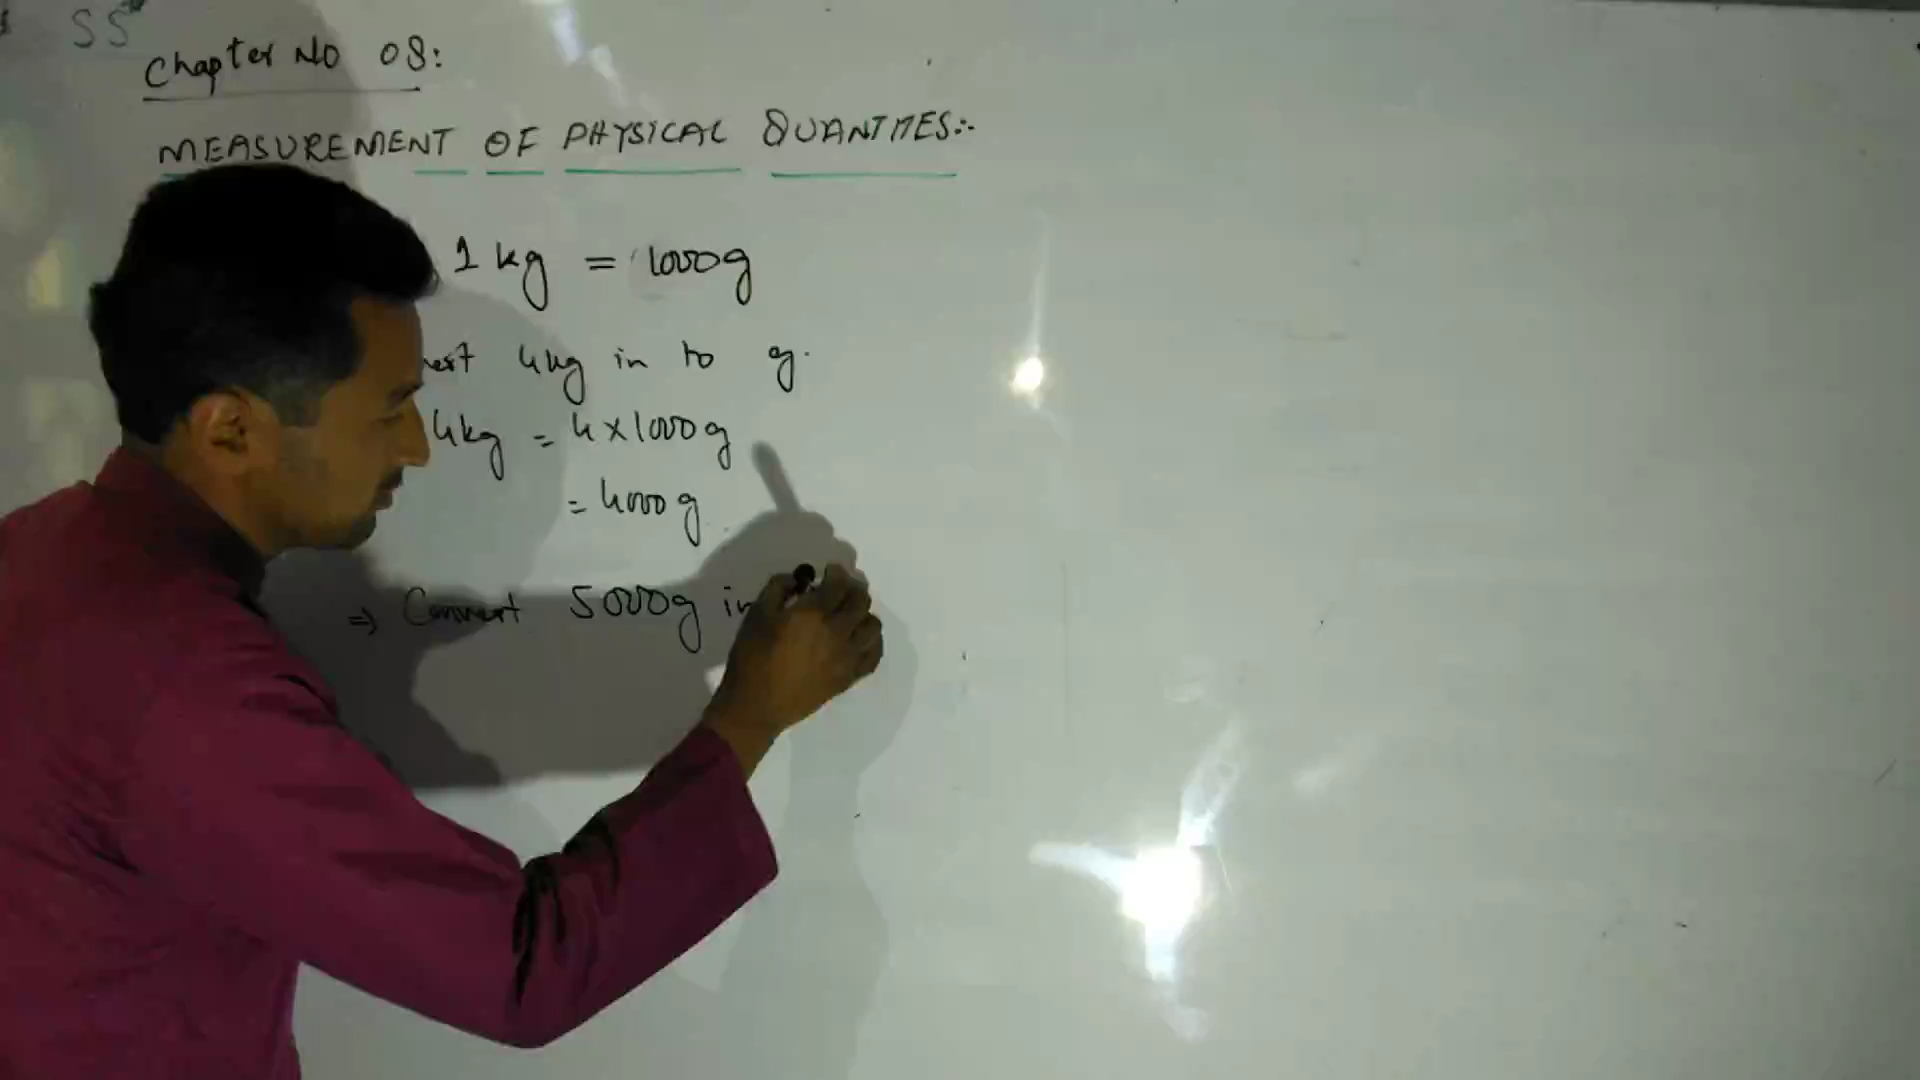 SS
Chapter No 08:
MEASUREMENT OF PHYSICAL QUANTITIES:-
1 kg = 1000g
4kg in to g.
4kg = 4x1000g
= 4000g
⇒ Convert 5000g in